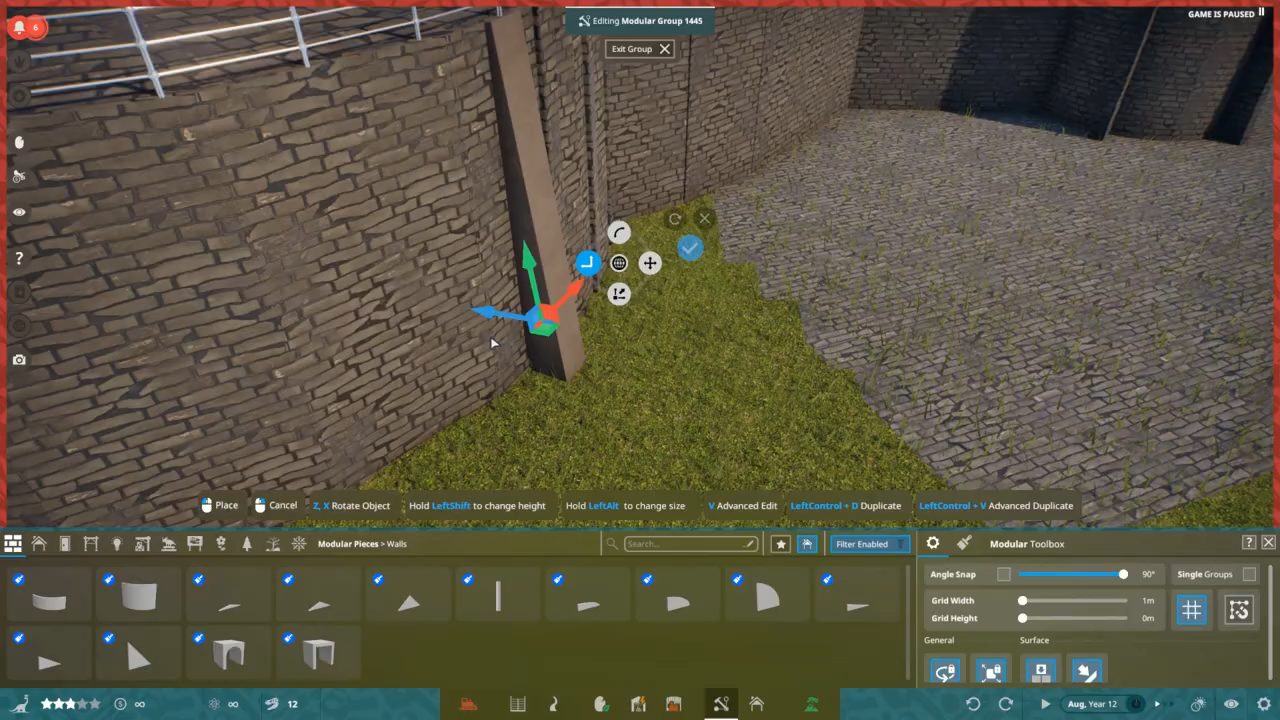 6
Editing Modular Group 1445
GAME IS PAUSED
Exit Group
?
Place
Cancel
Z, X Rotate Object
Hold LeftShift to change height
Hold LeftAlt to change size
V Advanced Edit
LeftControl + D Duplicate
LeftControl + V Advanced Duplicate
Modular Pieces > Walls
Search...
Filter Enabled
Modular Toolbox
?
Angle Snap
90°
Single Groups
Grid Width
1m
Grid Height
0m
General
Surface
∞
∞
12
Aug, Year 12